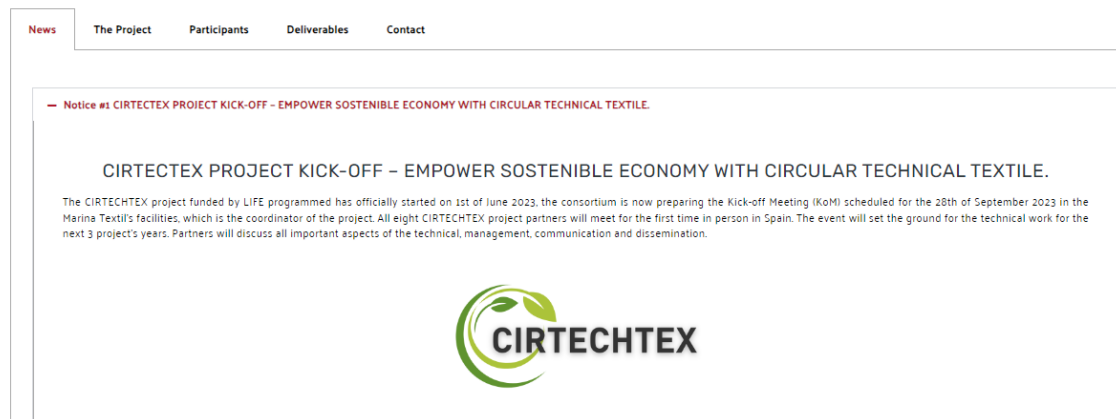 News The Project Participants Deliverables Contact
— Notice #1 CIRTECTEX PROJECT KICK-OFF – EMPOWER SOSTENIBLE ECONOMY WITH CIRCULAR TECHNICAL TEXTILE.
CIRTECTEX PROJECT KICK-OFF – EMPOWER SOSTENIBLE ECONOMY WITH CIRCULAR TECHNICAL TEXTILE.
The CIRTECHTEX project funded by LIFE programmed has officially started on 1st of June 2023, the consortium is now preparing the Kick-off Meeting (KoM) scheduled for the 28th of September 2023 in the
Marina Textil's facilities, which is the coordinator of the project. All eight CIRTECHTEX project partners will meet for the first time in person in Spain. The event will set the ground for the technical work for the
next 3 project's years. Partners will discuss all important aspects of the technical, management, communication and dissemination.
CIRTECHTEX